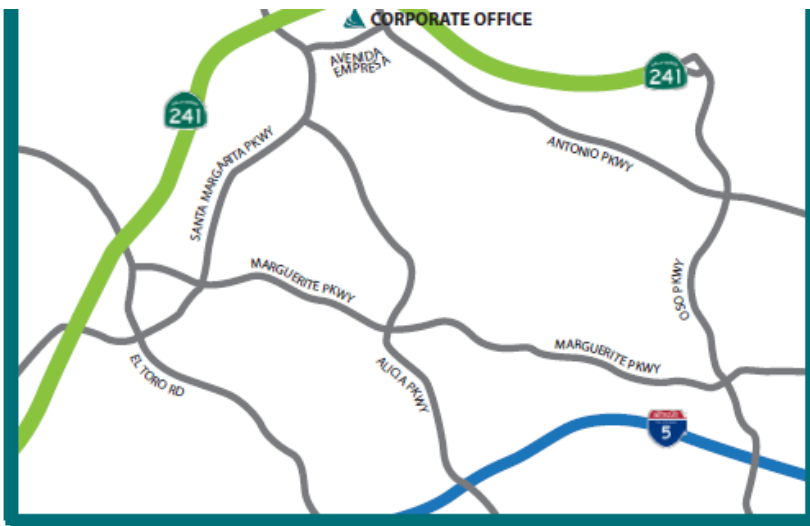 CORPORATE OFFICE
AVENIDA
EMPRESA
241
241
SANTA MARGARITA PKWY
ANTONIO PKWY
MARGUERITE PKWY
OSO PKWY
MARGUERITE PKWY
EL TORO RD
ALICIA PKWY
5